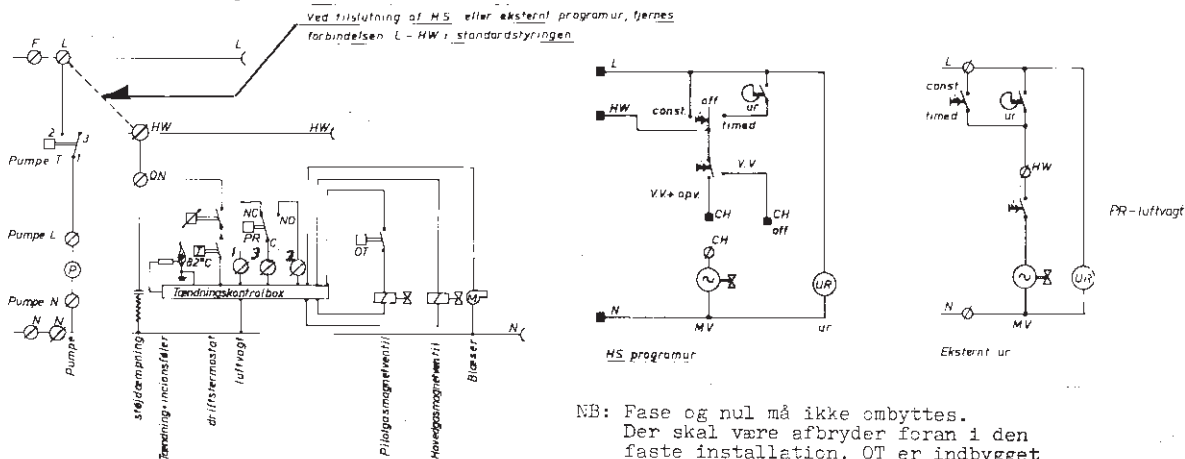 Ved tilslutning af HS eller eksternt programur, fjernes
forbindelsen L - HW i standardstyringen
F
L
L
HW
HW
2
3
1
Pumpe T
ON
NC
NO
PR
C
OT
82°C
T
1
3
2
Pumpe L
P
Tændningskontrolbox
M
Pumpe N
N
N
N
Pumpe
støjdæmpning
Tændning+ionionsføler
driftstermostat
luftvagt
Pilotgasmagnetventil
Hovedgasmagnetventil
Blæser
L
HW
const.
off
timed
ur
V.V
V.V+ opv.
CH
CH
off
CH
UR
N
MV
ur
HS programur
L
const
timed
ur
HW
PR-luftvagt
UR
N
MV
Eksternt ur
NB: Fase og nul må ikke ombyttes.
Der skal være afbryder foran i den
faste installation. OT er indbygget